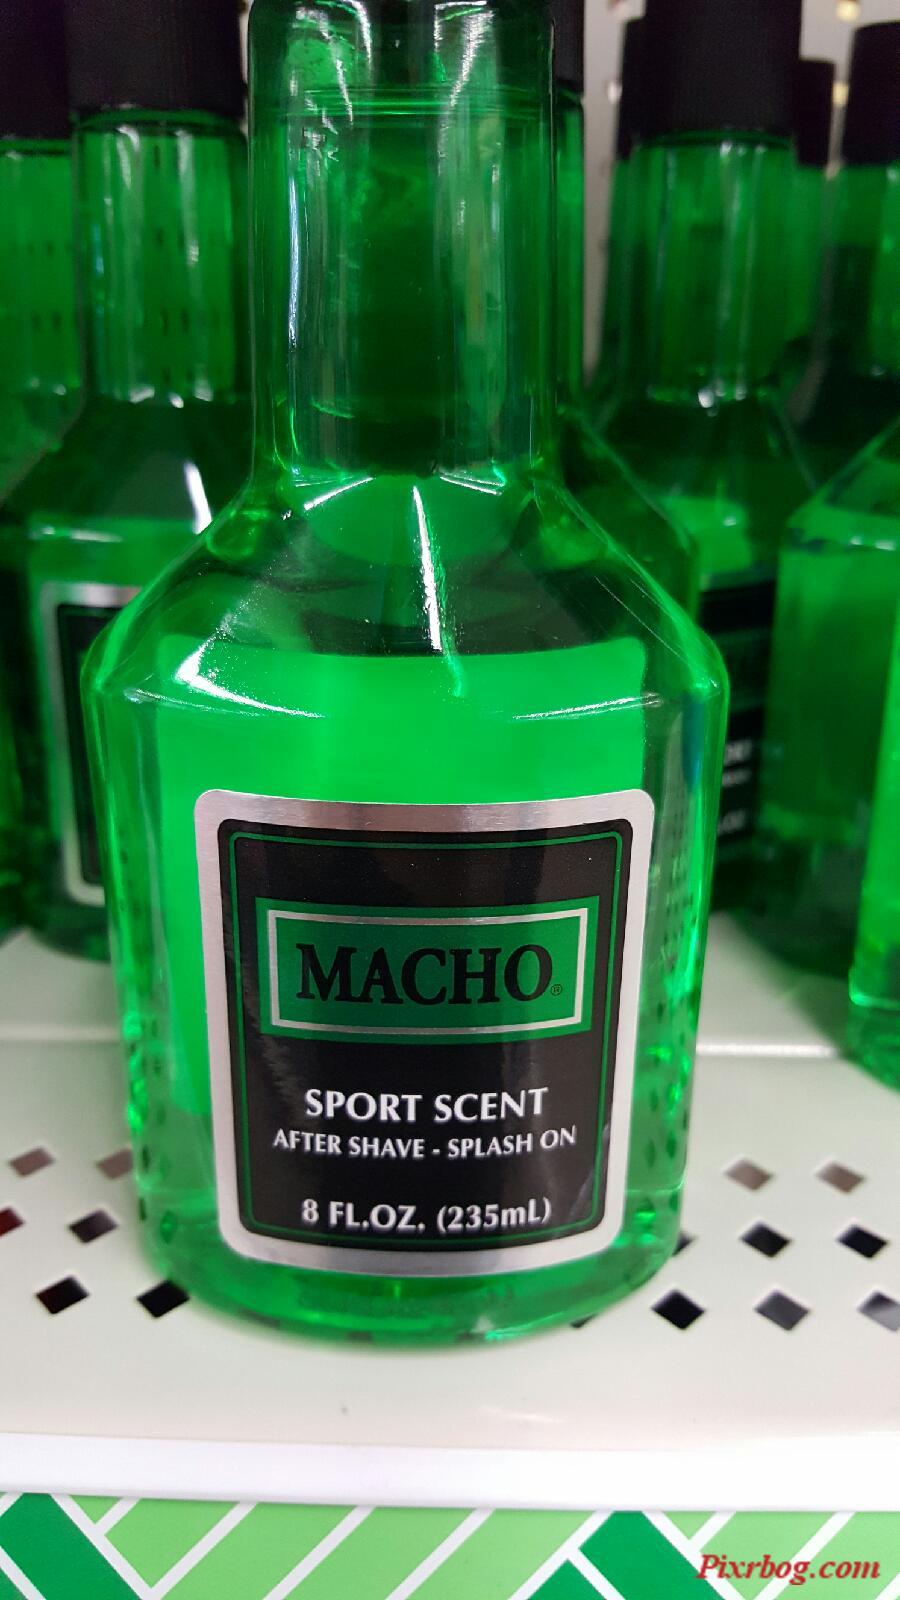 MACHO®
SPORT SCENT
AFTER SHAVE - SPLASH ON
8 FL.OZ. (235mL)
Pixrbog.com